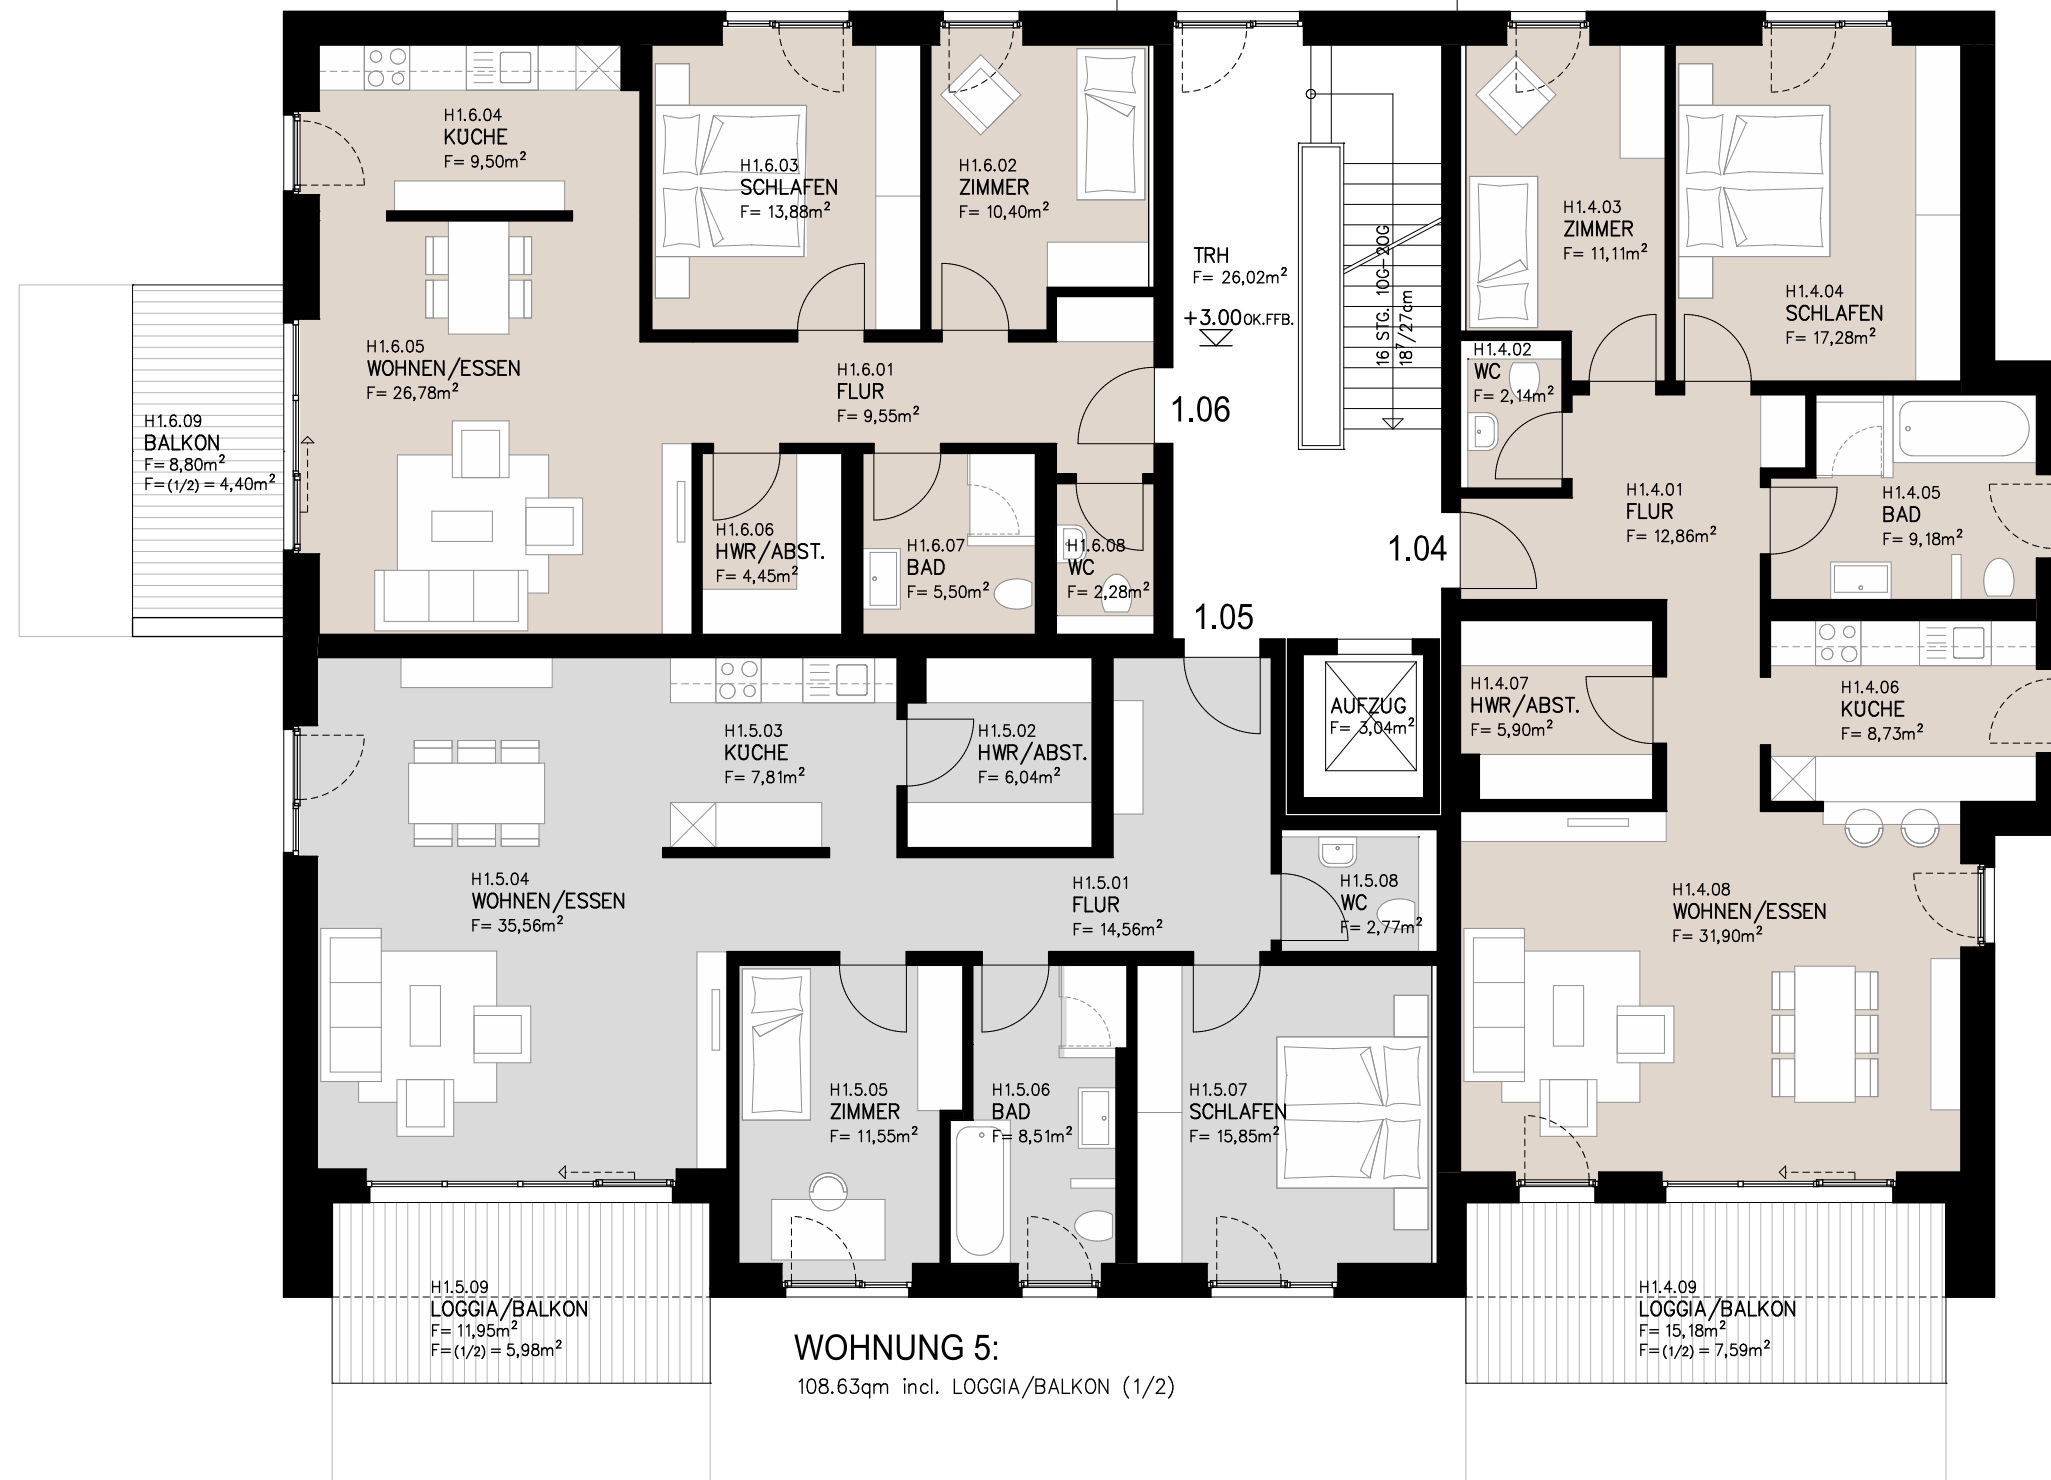 H1.6.04
KÜCHE
F= 9,50m²
H1.6.03
SCHLAFEN
F= 13,88m²
H1.6.02
ZIMMER
F= 10,40m²
TRH
F= 26,02m²
+3.00 OK.FFB.
16 STG. 1OG-2OG
18⁷/27cm
H1.4.03
ZIMMER
F= 11,11m²
H1.4.04
SCHLAFEN
F= 17,28m²
H1.6.05
WOHNEN/ESSEN
F= 26,78m²
H1.6.01
FLUR
F= 9,55m²
1.06
H1.4.02
WC
F= 2,14m²
H1.6.09
BALKON
F= 8,80m²
F=(1/2) = 4,40m²
H1.4.01
FLUR
F= 12,86m²
H1.4.05
BAD
F= 9,18m²
H1.6.06
HWR/ABST.
F= 4,45m²
H1.6.07
BAD
F= 5,50m²
H1.6.08
WC
F= 2,28m²
1.04
1.05
H1.4.07
HWR/ABST.
F= 5,90m²
H1.4.06
KÜCHE
F= 8,73m²
AUFZUG
F= 3,04m²
H1.5.03
KÜCHE
F= 7,81m²
H1.5.02
HWR/ABST.
F= 6,04m²
H1.5.04
WOHNEN/ESSEN
F= 35,56m²
H1.5.01
FLUR
F= 14,56m²
H1.5.08
WC
F= 2,77m²
H1.4.08
WOHNEN/ESSEN
F= 31,90m²
H1.5.05
ZIMMER
F= 11,55m²
H1.5.06
BAD
F= 8,51m²
H1.5.07
SCHLAFEN
F= 15,85m²
H1.5.09
LOGGIA/BALKON
F= 11,95m²
F=(1/2) = 5,98m²
H1.4.09
LOGGIA/BALKON
F= 15,18m²
F=(1/2) = 7,59m²
WOHNUNG 5:
108.63qm incl. LOGGIA/BALKON (1/2)